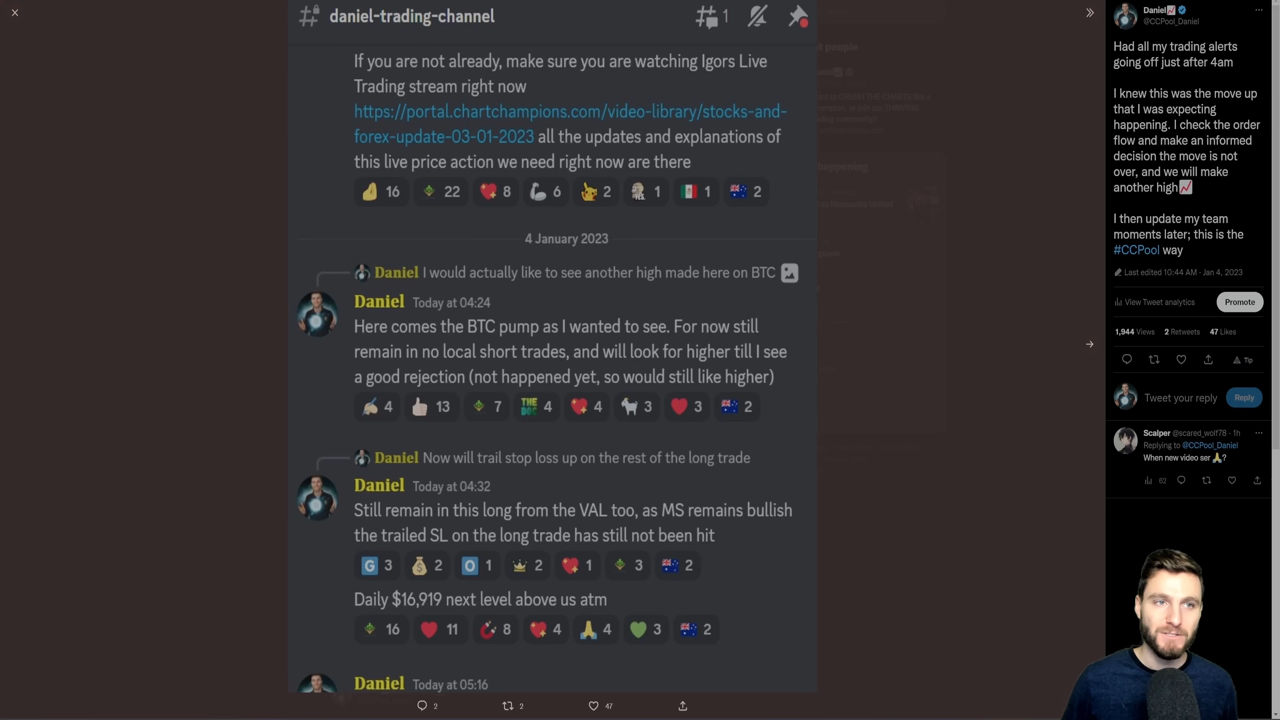 daniel-trading-channel
1
If you are not already, make sure you are watching Igors Live
Trading stream right now
https://portal.chartchampions.com/video-library/stocks-and-
forex-update-03-01-2023 all the updates and explanations of
this live price action we need right now are there
16 22 8 6 2 1 1 2
4 January 2023
Daniel I would actually like to see another high made here on BTC
Daniel Today at 04:24
Here comes the BTC pump as I wanted to see. For now still
remain in no local short trades, and will look for higher till I see
a good rejection (not happened yet, so would still like higher)
4 13 7 THE DOG 4 4 3 3 2
Daniel Now will trail stop loss up on the rest of the long trade
Daniel Today at 04:32
Still remain in this long from the VAL too, as MS remains bullish
the trailed SL on the long trade has still not been hit
G 3 2 O 1 2 1 3 2
Daily $16,919 next level above us atm
16 11 8 4 4 3 2
Daniel Today at 05:16
2 2 47
Daniel
@CCPool_Daniel
Had all my trading alerts
going off just after 4am
I knew this was the move up
that I was expecting
happening. I check the order
flow and make an informed
decision the move is not
over, and we will make
another high
I then update my team
moments later; this is the
#CCPool way
Last edited 10:44 AM · Jan 4, 2023
View Tweet analytics
Promote
1,944 Views 2 Retweets 47 Likes
Tip
Tweet your reply
Reply
Scalper @scared_wolf78 · 1h
Replying to @CCPool_Daniel
When new video ser ?
62